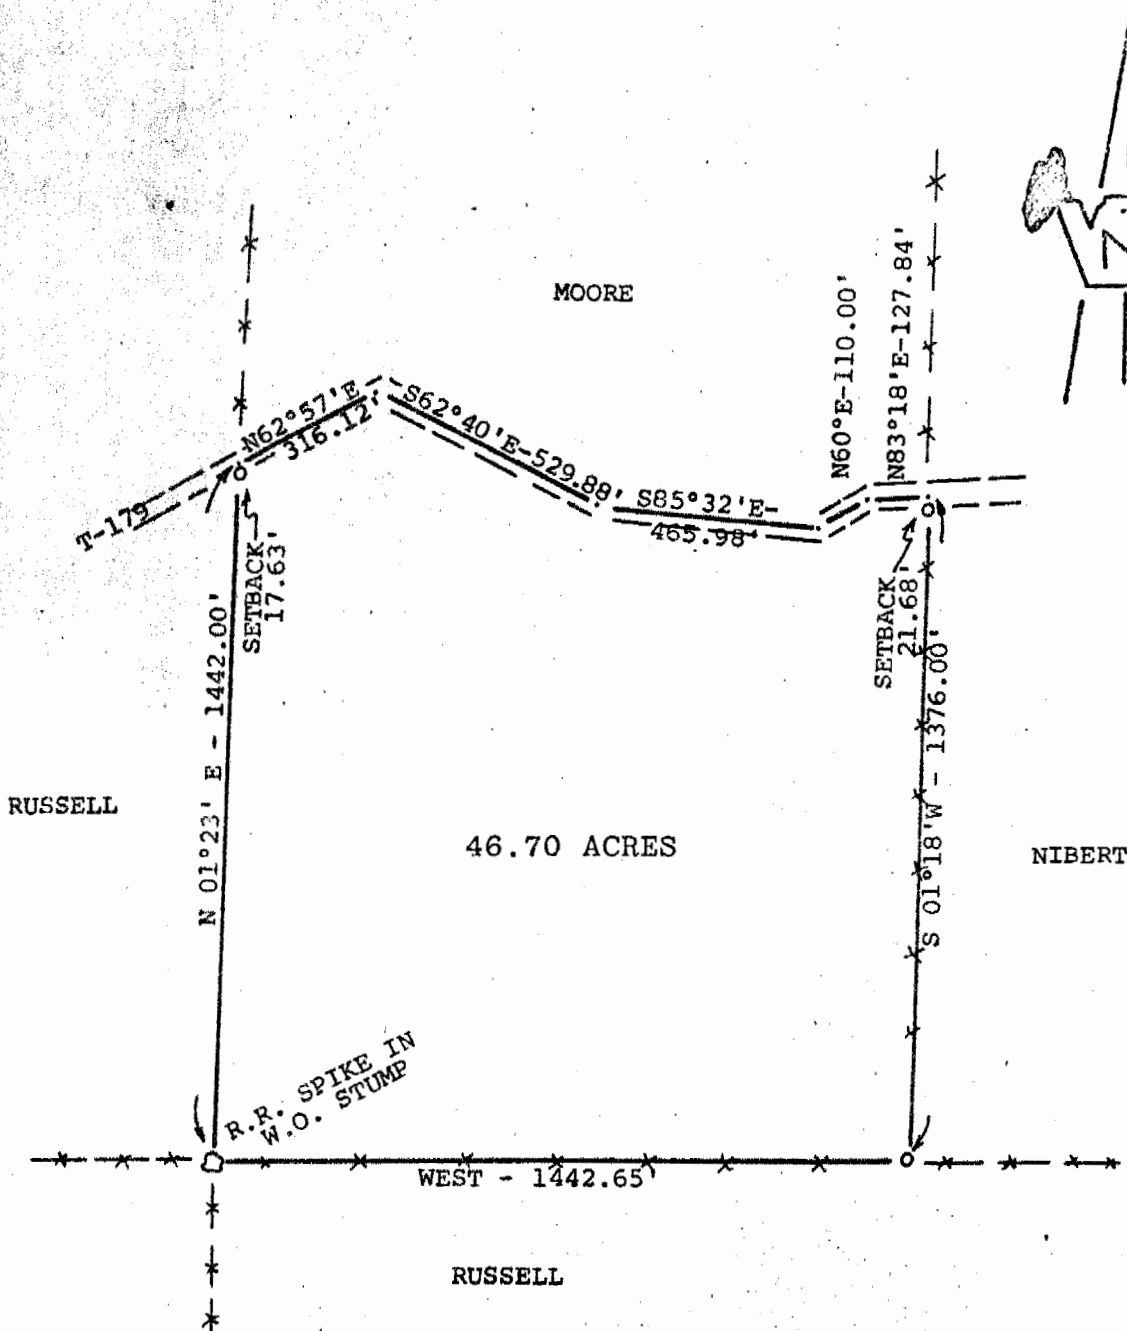 MOORE
N60°E-110.00'
N83°18'E-127.84'
N62°57'E
316.12'
S62°40'E-529.88'
S85°32'E-
465.98'
T-179
SETBACK
17.63'
SETBACK
21.68'
N 01°23' E - 1442.00'
S 01°18'W - 1376.00'
RUSSELL
46.70 ACRES
NIBERT
R.R. SPIKE IN
W.O. STUMP
WEST - 1442.65'
RUSSELL